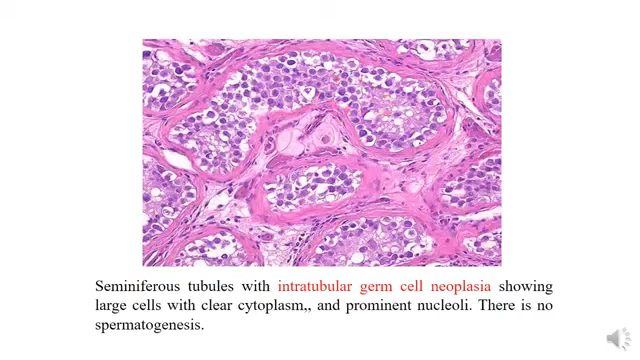 Seminiferous tubules with intratubular germ cell neoplasia showing
large cells with clear cytoplasm,, and prominent nucleoli. There is no
spermatogenesis.